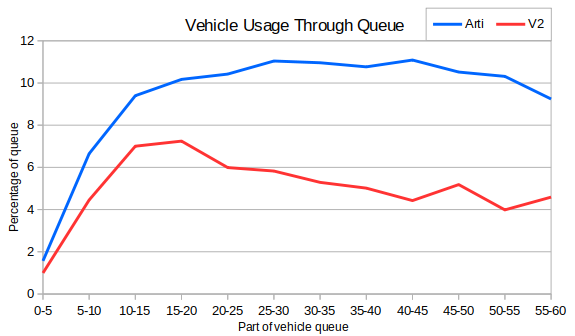 Vehicle Usage Through Queue
Arti
V2
Percentage of queue
12
10
8
6
4
2
0
0-5 5-10 10-15 15-20 20-25 25-30 30-35 35-40 40-45 45-50 50-55 55-60
Part of vehicle queue